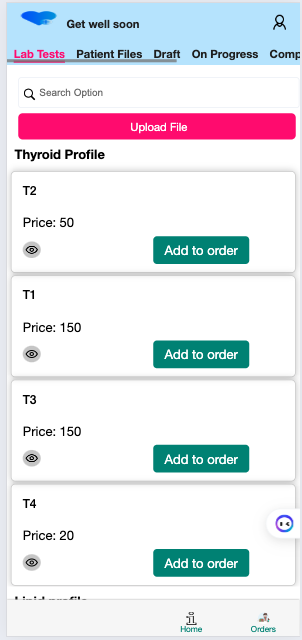 Get well soon
Lab Tests Patient Files Draft On Progress Comp
Search Option
Upload File
Thyroid Profile
T2
Price: 50
Add to order
T1
Price: 150
Add to order
T3
Price: 150
Add to order
T4
Price: 20
Add to order
Lipid profile
Home Orders